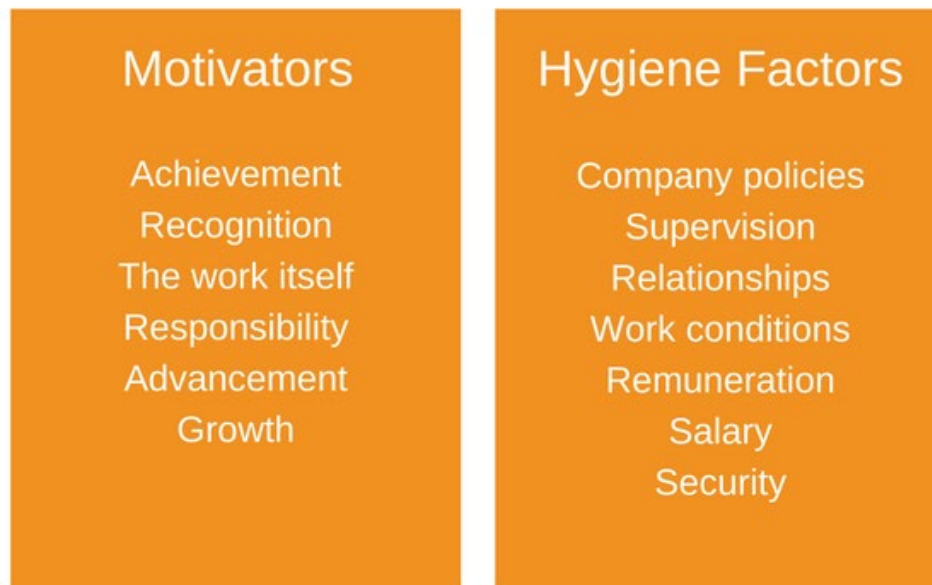 Motivators
Achievement
Recognition
The work itself
Responsibility
Advancement
Growth
Hygiene Factors
Company policies
Supervision
Relationships
Work conditions
Remuneration
Salary
Security